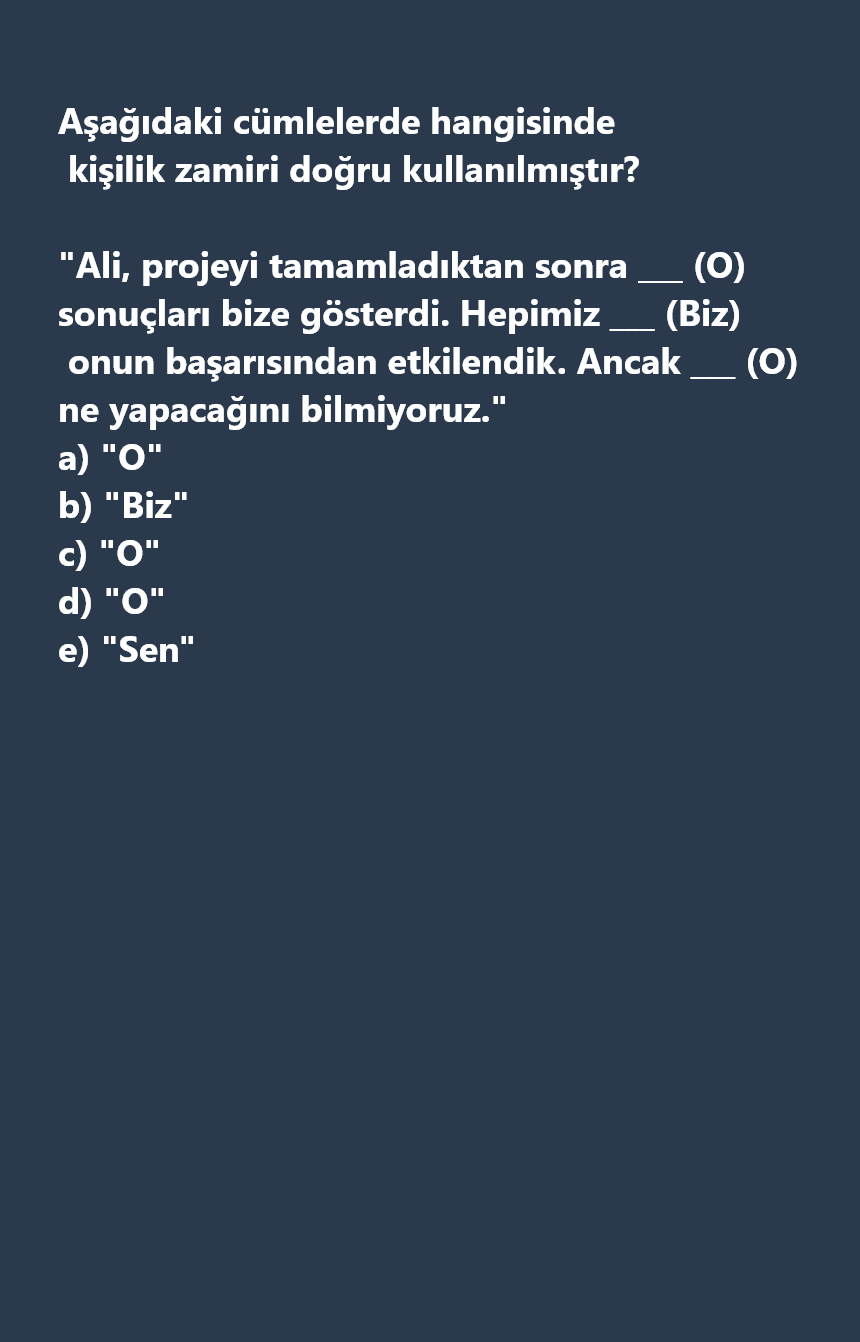 Aşağıdaki cümlelerde hangisinde
kişilik zamiri doğru kullanılmıştır?
"Ali, projeyi tamamladıktan sonra ___ (O)
sonuçları bize gösterdi. Hepimiz ___ (Biz)
onun başarısından etkilendik. Ancak ___ (O)
ne yapacağını bilmiyoruz."
a) "O"
b) "Biz"
c) "O"
d) "O"
e) "Sen"